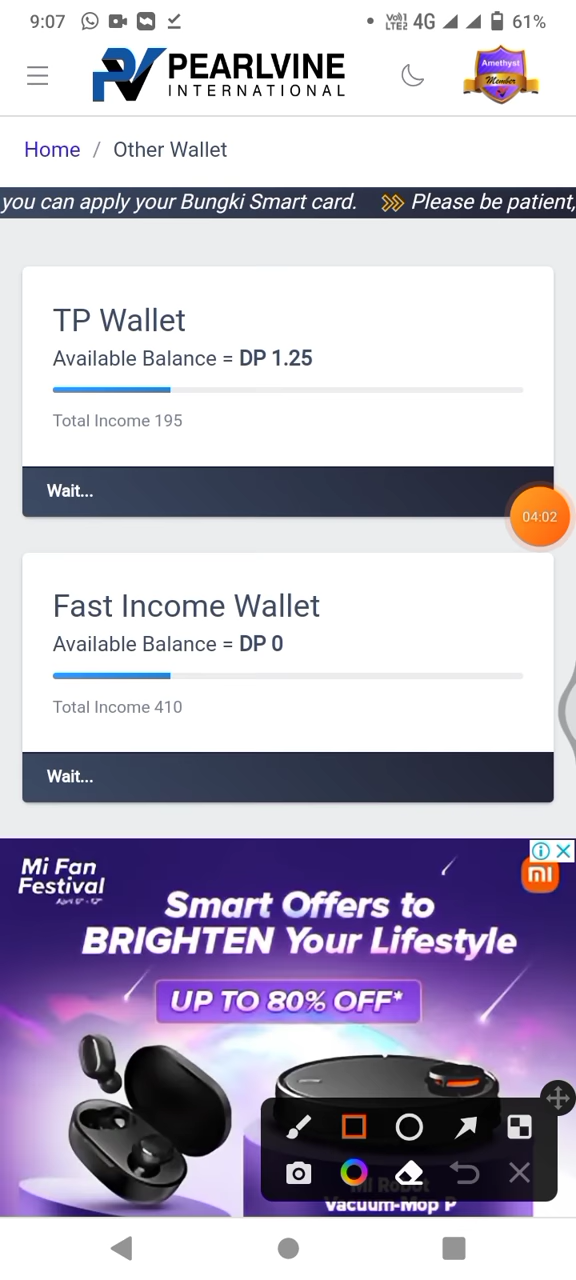 9:07
Vo)) LTE2 4G 61%
PEARLVINE
INTERNATIONAL
Amethyst
Member
Home / Other Wallet
you can apply your Bungki Smart card. Please be patient,
TP Wallet
Available Balance = DP 1.25
Total Income 195
Wait...
04:02
Fast Income Wallet
Available Balance = DP 0
Total Income 410
Wait...
Mi Fan
Festival
mi
Smart Offers to
BRIGHTEN Your Lifestyle
UP TO 80% OFF*
Vacuum-Mop P